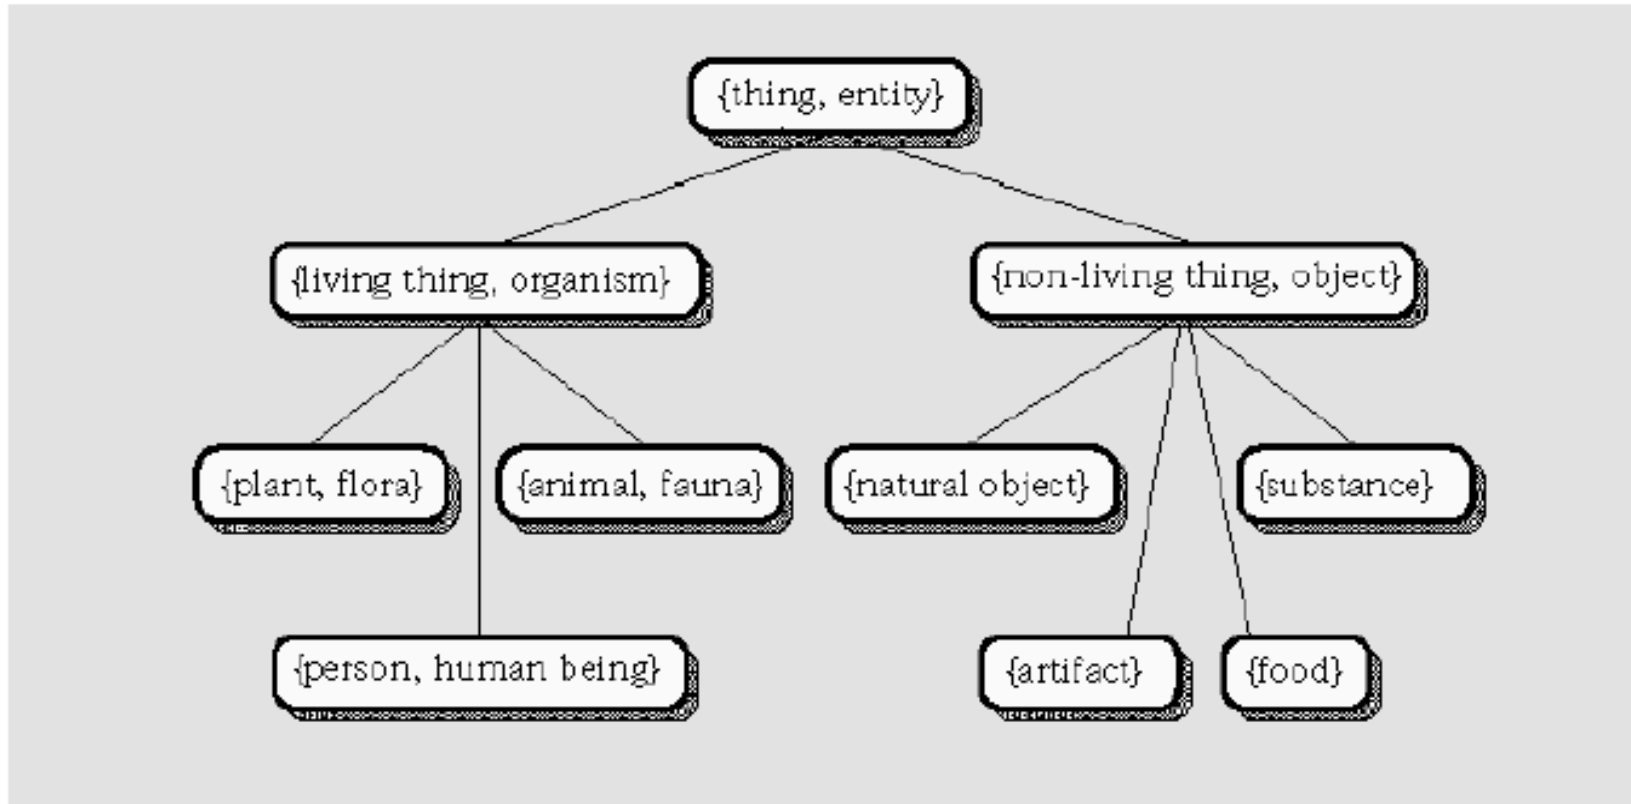 {thing, entity}
{living thing, organism}
{non-living thing, object}
{plant, flora}
{animal, fauna}
{natural object}
{substance}
{person, human being}
{artifact}
{food}